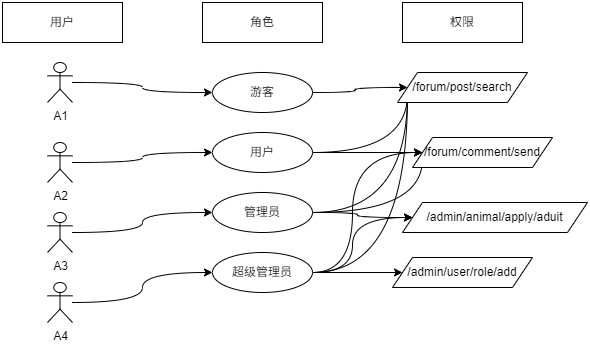 用户
角色
权限
A1
游客
/forum/post/search
A2
用户
/forum/comment/send
A3
管理员
/admin/animal/apply/aduit
A4
超级管理员
/admin/user/role/add